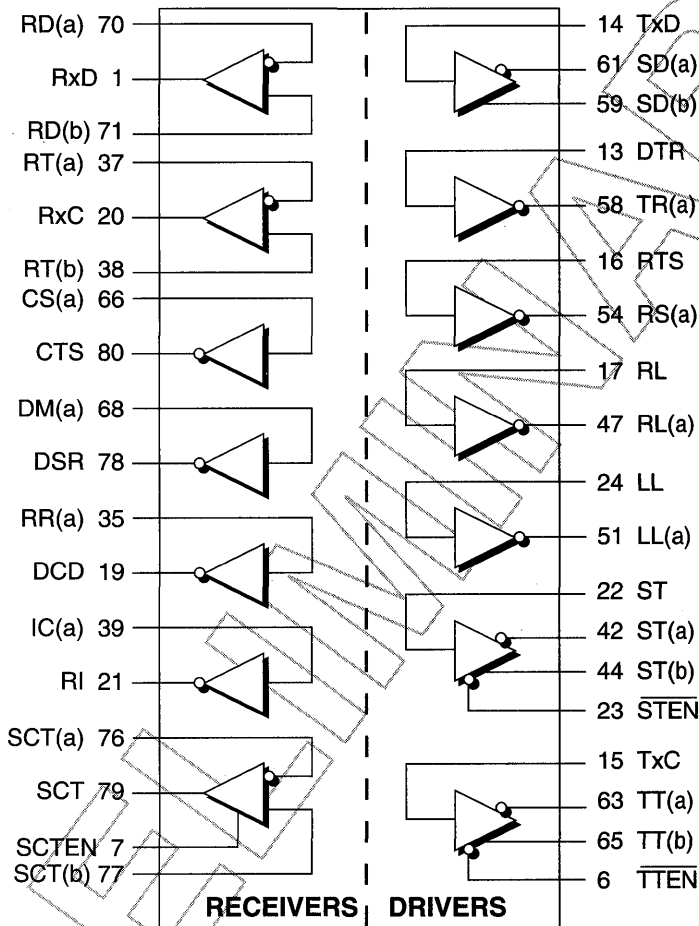 RD(a) 70
RxD 1
RD(b) 71
RT(a) 37
RxC 20
RT(b) 38
CS(a) 66
CTS 80
DM(a) 68
DSR 78
RR(a) 35
DCD 19
IC(a) 39
RI 21
SCT(a) 76
SCT 79
SCTEN 7
SCT(b) 77
RECEIVERS
14 TxD
61 SD(a)
59 SD(b)
13 DTR
58 TR(a)
16 RTS
54 RS(a)
17 RL
47 RL(a)
24 LL
51 LL(a)
22 ST
42 ST(a)
44 ST(b)
23 STEN
15 TxC
63 TT(a)
65 TT(b)
6 TTEN
DRIVERS